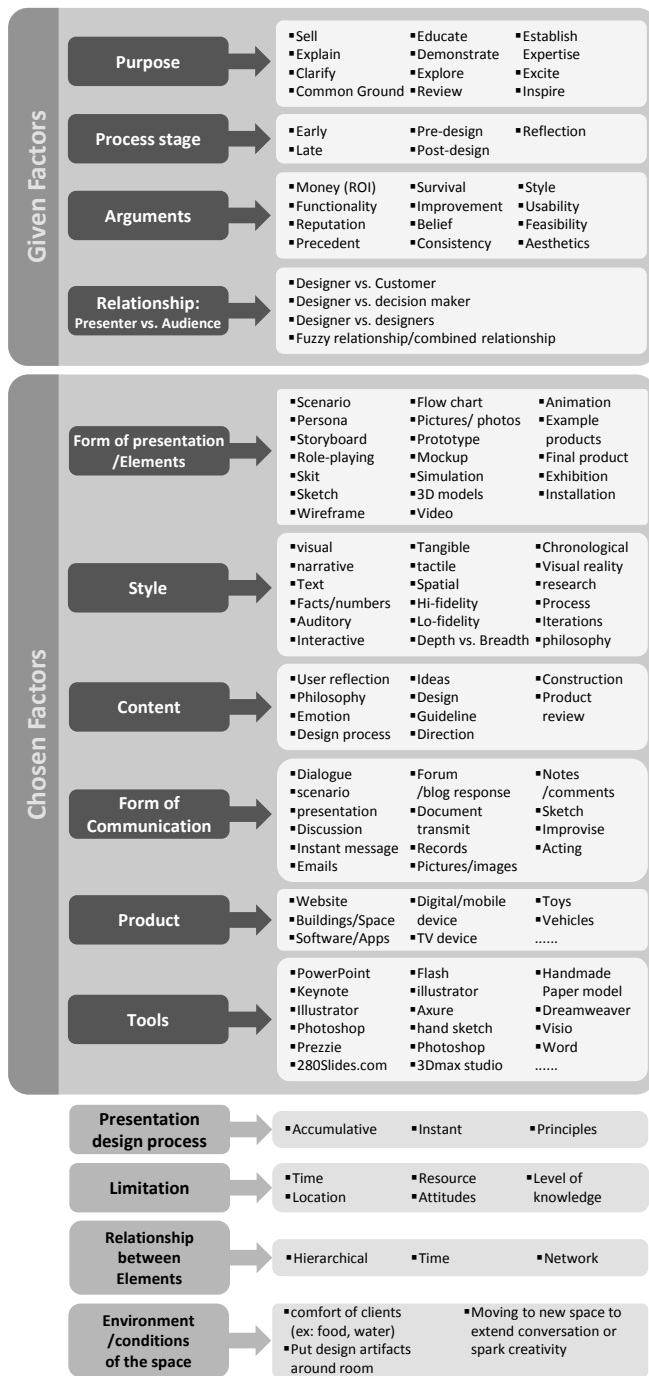 Given Factors
Purpose
▪Sell
▪Explain
▪Clarify
▪Common Ground
▪Educate
▪Demonstrate
▪Explore
▪Review
▪Establish
Expertise
▪Excite
▪Inspire
Process stage
▪Early
▪Late
▪Pre-design
▪Post-design
▪Reflection
Arguments
▪Money (ROI)
▪Functionality
▪Reputation
▪Precedent
▪Survival
▪Improvement
▪Belief
▪Consistency
▪Style
▪Usability
▪Feasibility
▪Aesthetics
Relationship:
Presenter vs. Audience
▪Designer vs. Customer
▪Designer vs. decision maker
▪Designer vs. designers
▪Fuzzy relationship/combined relationship
Chosen Factors
Form of presentation
/Elements
▪Scenario
▪Persona
▪Storyboard
▪Role-playing
▪Skit
▪Sketch
▪Wireframe
▪Flow chart
▪Pictures/ photos
▪Prototype
▪Mockup
▪Simulation
▪3D models
▪Video
▪Animation
▪Example
products
▪Final product
▪Exhibition
▪Installation
Style
▪visual
▪narrative
▪Text
▪Facts/numbers
▪Auditory
▪Interactive
▪Tangible
▪tactile
▪Spatial
▪Hi-fidelity
▪Lo-fidelity
▪Depth vs. Breadth
▪Chronological
▪Visual reality
▪research
▪Process
▪Iterations
▪philosophy
Content
▪User reflection
▪Philosophy
▪Emotion
▪Design process
▪Ideas
▪Design
▪Guideline
▪Direction
▪Construction
▪Product
review
Form of
Communication
▪Dialogue
▪scenario
▪presentation
▪Discussion
▪Instant message
▪Emails
▪Forum
/blog response
▪Document
transmit
▪Records
▪Pictures/images
▪Notes
/comments
▪Sketch
▪Improvise
▪Acting
Product
▪Website
▪Buildings/Space
▪Software/Apps
▪Digital/mobile
device
▪TV device
▪Toys
▪Vehicles
......
Tools
▪PowerPoint
▪Keynote
▪Illustrator
▪Photoshop
▪Prezzie
▪280Slides.com
▪Flash
▪illustrator
▪Axure
▪hand sketch
▪Photoshop
▪3Dmax studio
▪Handmade
Paper model
▪Dreamweaver
▪Visio
▪Word
......
Presentation
design process
▪Accumulative
▪Instant
▪Principles
Limitation
▪Time
▪Location
▪Resource
▪Attitudes
▪Level of
knowledge
Relationship
between
Elements
▪Hierarchical
▪Time
▪Network
Environment
/conditions
of the space
▪comfort of clients
(ex: food, water)
▪Put design artifacts
around room
▪Moving to new space to
extend conversation or
spark creativity